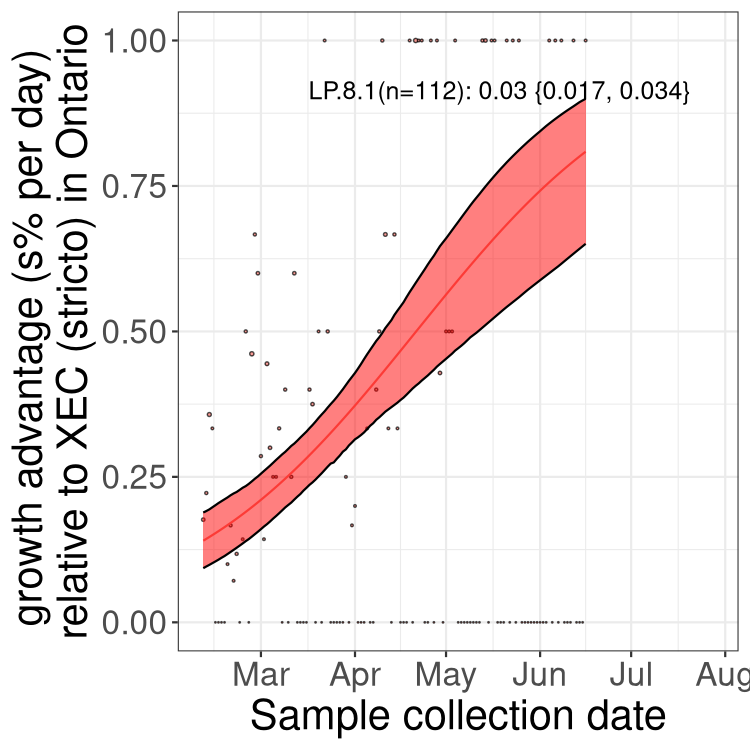 growth advantage (s% per day)
relative to XEC (stricto) in Ontario
1.00
0.75
0.50
0.25
0.00
LP.8.1(n=112): 0.03 {0.017, 0.034}
Mar Apr May Jun Jul Aug
Sample collection date